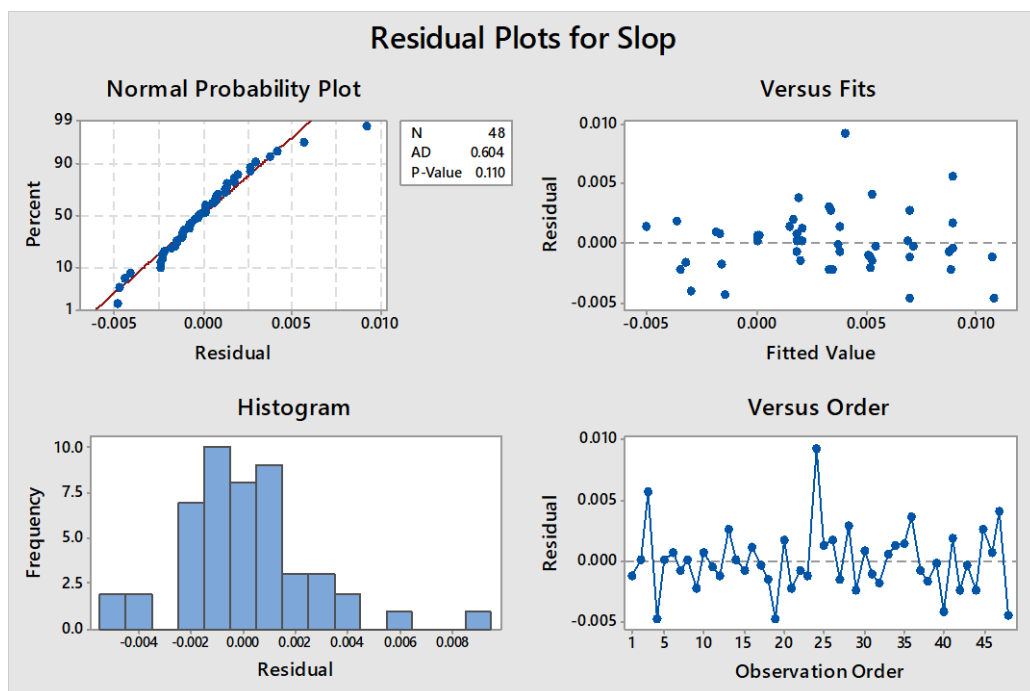 Residual Plots for Slop
Normal Probability Plot
99
90
50
10
1
Percent
-0.005
0.000
0.005
0.010
Residual
N 48
AD 0.604
P-Value 0.110
Versus Fits
0.010
0.005
0.000
-0.005
Residual
-0.005
0.000
0.005
0.010
Fitted Value
Histogram
10.0
7.5
5.0
2.5
0.0
Frequency
-0.004
-0.002
0.000
0.002
0.004
0.006
0.008
Residual
Versus Order
0.010
0.005
0.000
-0.005
Residual
1
5
10
15
20
25
30
35
40
45
Observation Order